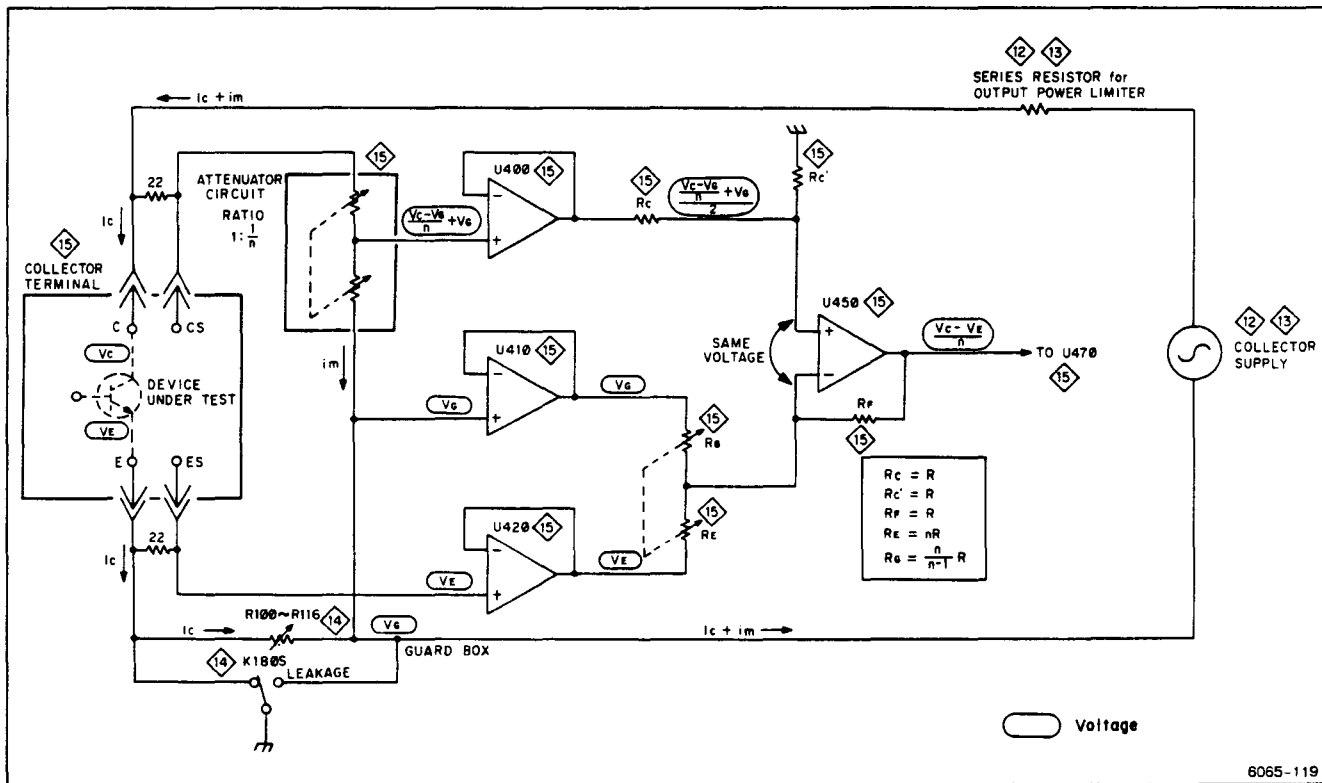 12 13
SERIES RESISTOR for
OUTPUT POWER LIMITER
Ic + im
15
ATTENUATOR
CIRCUIT
RATIO
1: 1/n
22
Ic
U400 15
(Vc-VG)/n +VG
15
Rc
((Vc-VG)/n +VG)/2
15
Rc'
15
COLLECTOR
TERMINAL
C
CS
Vc
DEVICE
UNDER TEST
VE
E
ES
im
U410 15
VG
VG
SAME
VOLTAGE
U450 15
(Vc - VE)/n
TO U470
15
12 13
COLLECTOR
SUPPLY
15
RG
RF
15
15
RE
Rc = R
Rc' = R
RF = R
RE = nR
RG = n/(n-1) R
22
Ic
U420 15
VE
VE
R100~R116 14
Ic
VG
GUARD BOX
Ic + im
14 K180S
LEAKAGE
Voltage
6065-119